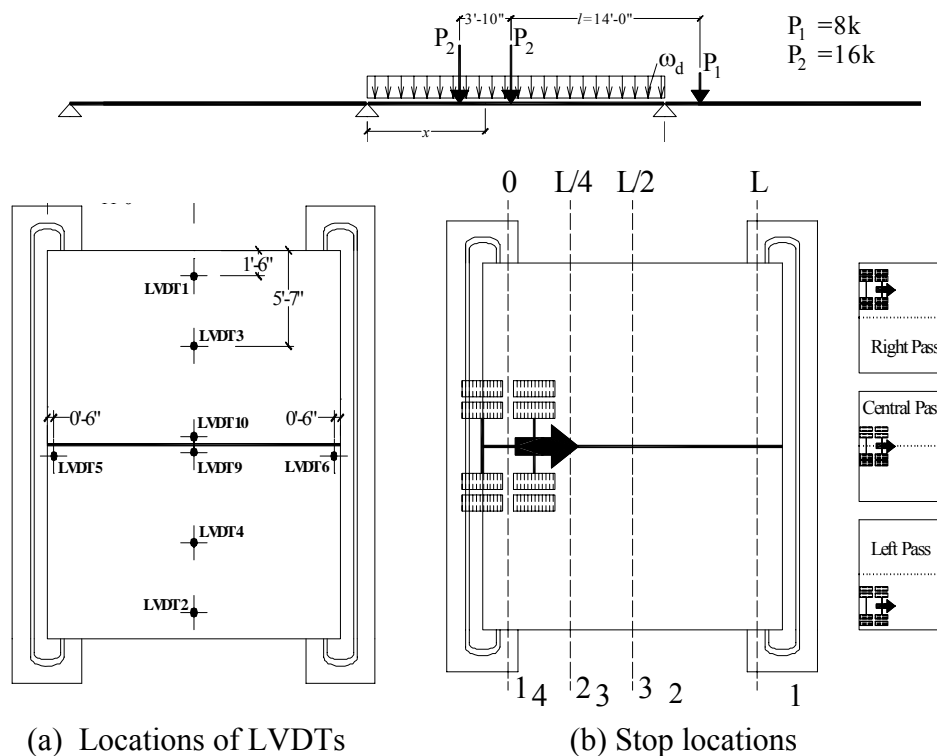 3'-10"
l=14'-0"
P1 =8k
P2 =16k
P2
P2
ωd
P1
x
1'-6"
LVDT1
5'-7"
LVDT3
0'-6"
0'-6"
LVDT10
LVDT5
LVDT9
LVDT6
LVDT4
LVDT2
0
L/4
L/2
L
Right Pass
Central Pas
Left Pass
1
4
2
3
3
2
1
(a) Locations of LVDTs
(b) Stop locations